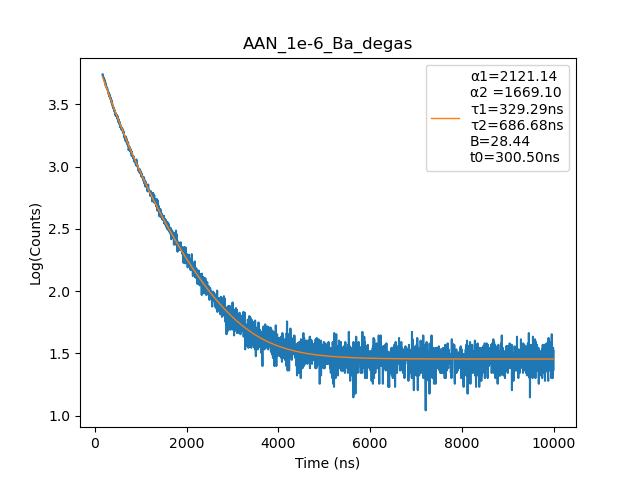 AAN_1e-6_Ba_degas
α1=2121.14
α2 =1669.10
τ1=329.29ns
τ2=686.68ns
B=28.44
t0=300.50ns
Log(Counts)
3.5
3.0
2.5
2.0
1.5
1.0
0 2000 4000 6000 8000 10000
Time (ns)